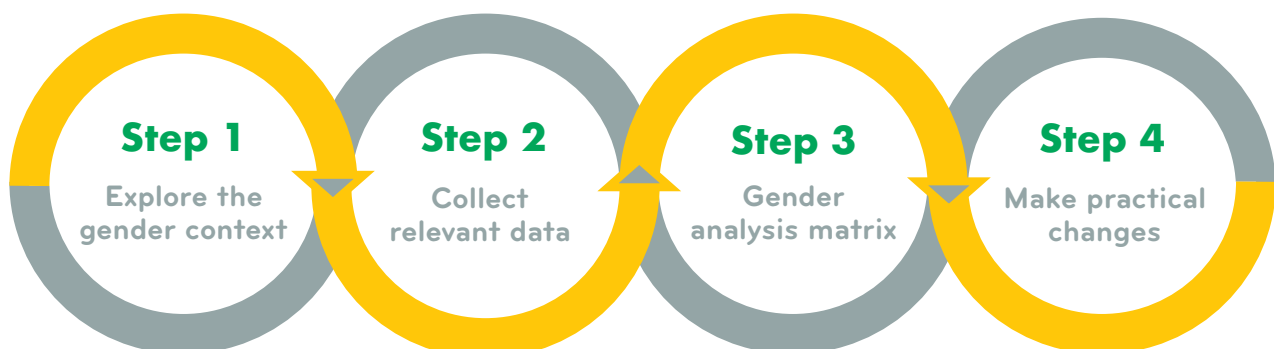 Step 1
Explore the
gender context
Step 2
Collect
relevant data
Step 3
Gender
analysis matrix
Step 4
Make practical
changes